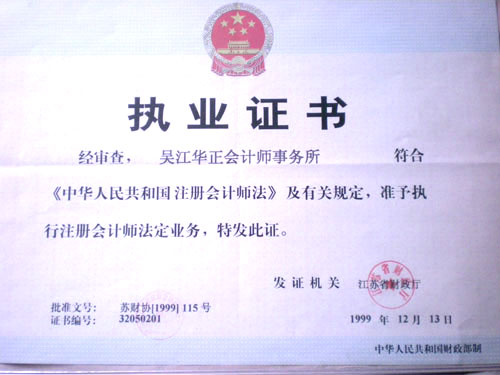 执业证书
经审查， 吴江华正会计师事务所 符合
《中华人民共和国注册会计师法》及有关规定，准予执
行注册会计师法定业务，特发此证。
发证机关 江苏省财政厅
批准文号： 苏财协[1999] 115 号
证书编号： 32050201
1999 年 12 月 13 日
中华人民共和国财政部制